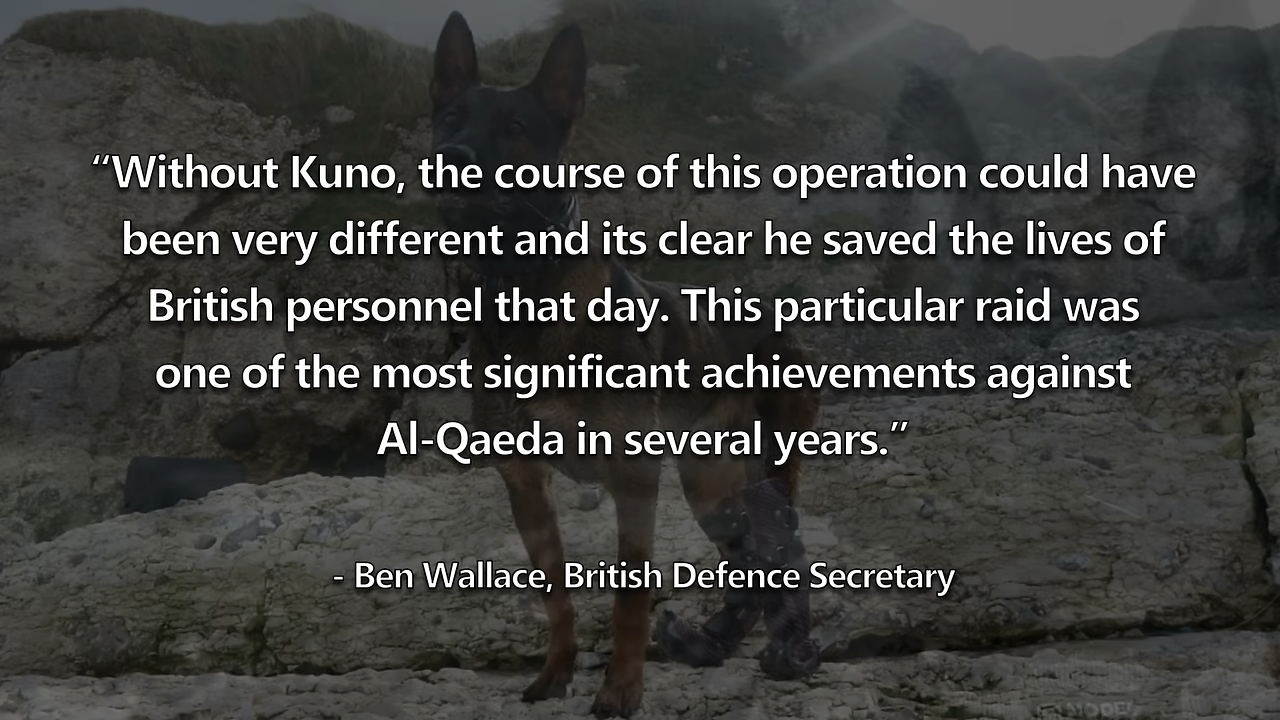 “Without Kuno, the course of this operation could have
been very different and its clear he saved the lives of
British personnel that day. This particular raid was
one of the most significant achievements against
Al-Qaeda in several years.”
- Ben Wallace, British Defence Secretary